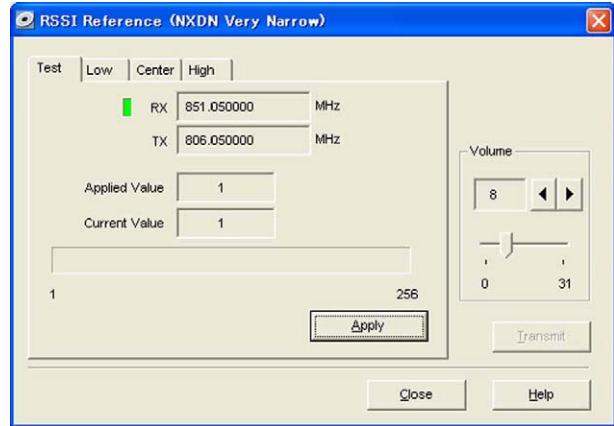 RSSI Reference (NXDN Very Narrow)
Test Low Center High
RX 851.050000 MHz
TX 806.050000 MHz
Applied Value 1
Current Value 1
1 256
Apply
Volume
8
0 31
Transmit
Close Help